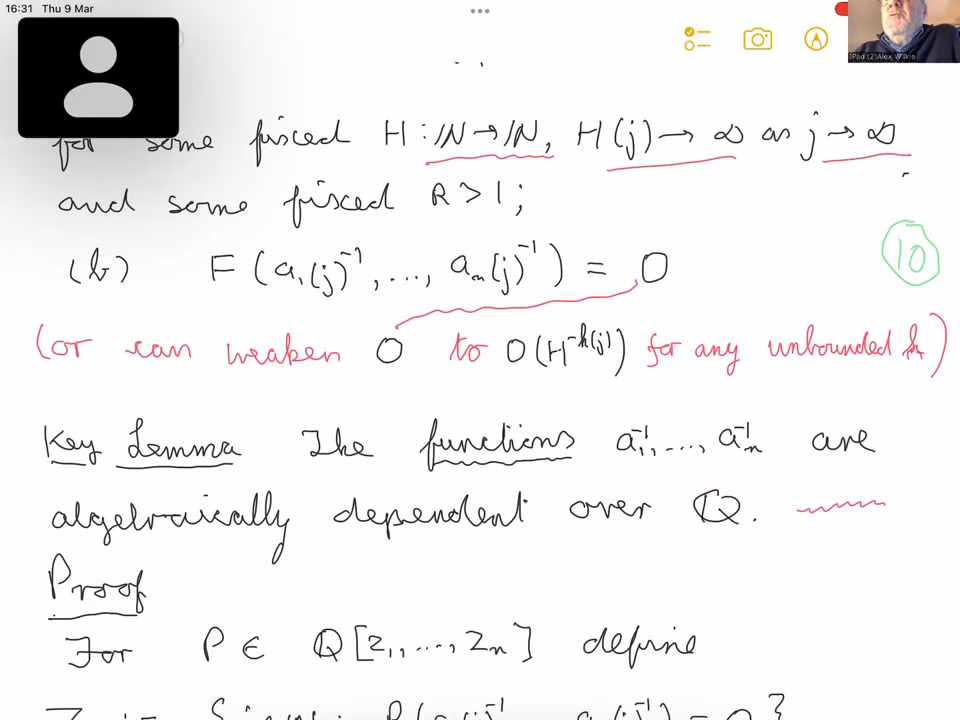 16:31 Thu 9 Mar
iPad (2)Alex Wilkie
for some fixed H : ℕ → ℕ, H(j) → ∞ as j → ∞
and some fixed R > 1 ;
(b) F(a₁(j)⁻¹, ..., aₙ(j)⁻¹) = 0
10
(or can weaken 0 to O(H^{-h(j)}) for any unbounded h)
Key Lemma The functions a₁⁻¹, ..., aₙ⁻¹ are
algebraically dependent over ℚ.
Proof
For P ∈ ℚ[z₁, ..., zₙ] define